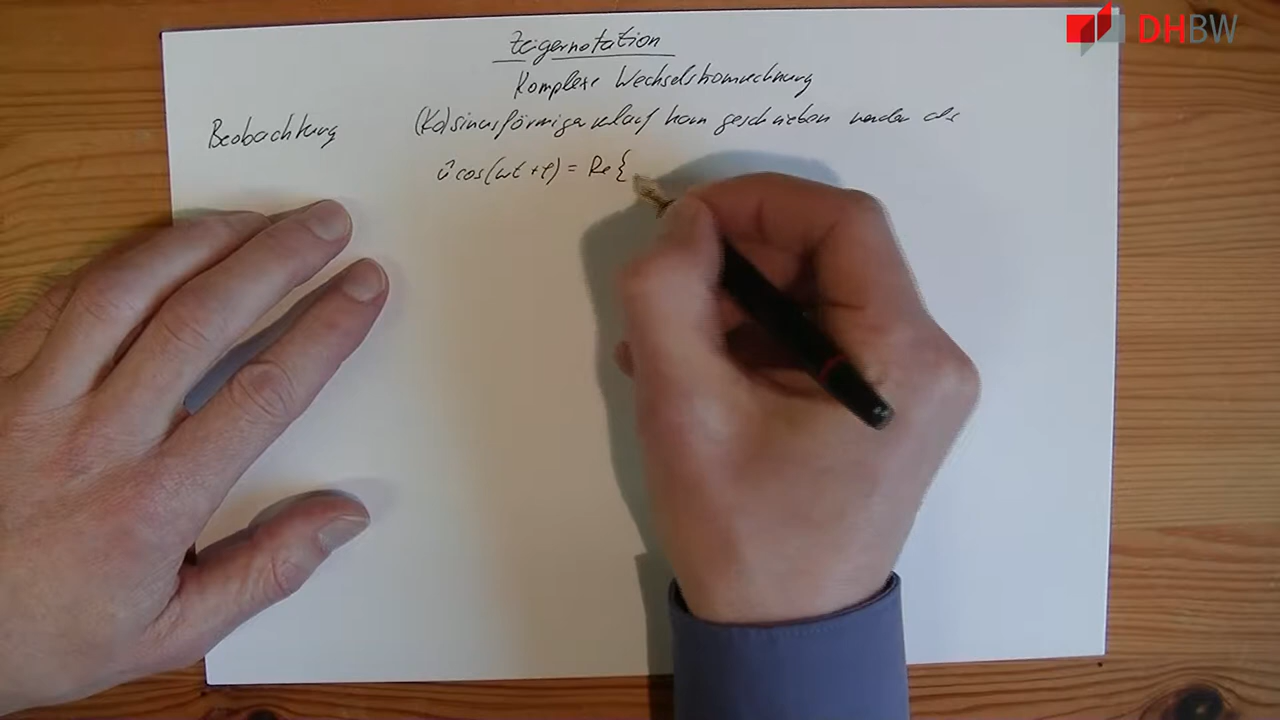 DHBW
Zeigernotation
Komplexe Wechselstromrechnung
Beobachtung (Ko)sinusförmiger Verlauf kann geschrieben werden als
û cos(ωt + φ) = Re {